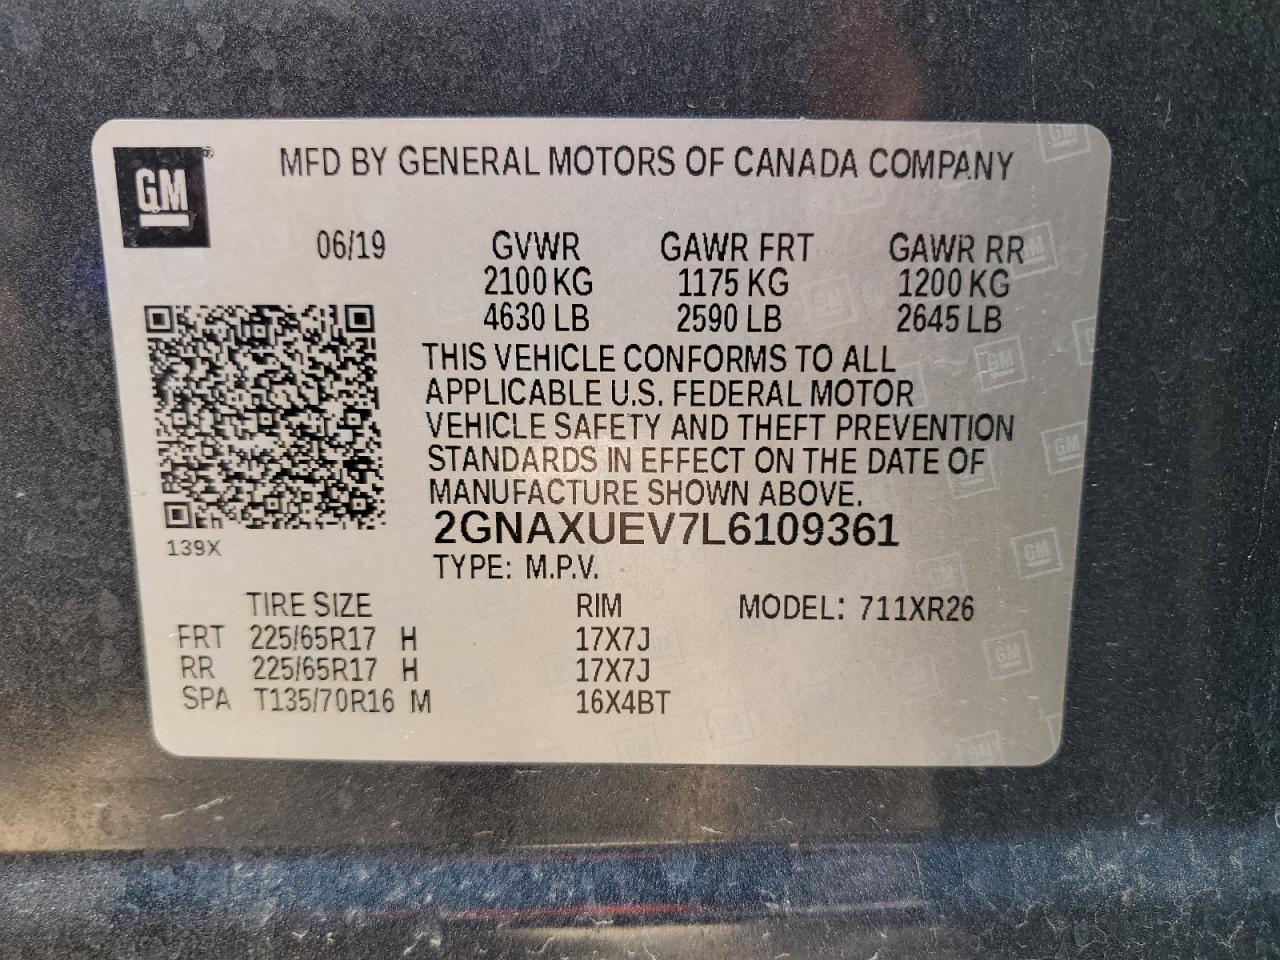 GM
MFD BY GENERAL MOTORS OF CANADA COMPANY
06/19 GVWR GAWR FRT GAWR RR
2100 KG 1175 KG 1200 KG
4630 LB 2590 LB 2645 LB
THIS VEHICLE CONFORMS TO ALL
APPLICABLE U.S. FEDERAL MOTOR
VEHICLE SAFETY AND THEFT PREVENTION
STANDARDS IN EFFECT ON THE DATE OF
MANUFACTURE SHOWN ABOVE.
2GNAXUEV7L6109361
139X
TYPE: M.P.V.
TIRE SIZE RIM MODEL: 711XR26
FRT 225/65R17 H 17X7J
RR 225/65R17 H 17X7J
SPA T135/70R16 M 16X4BT